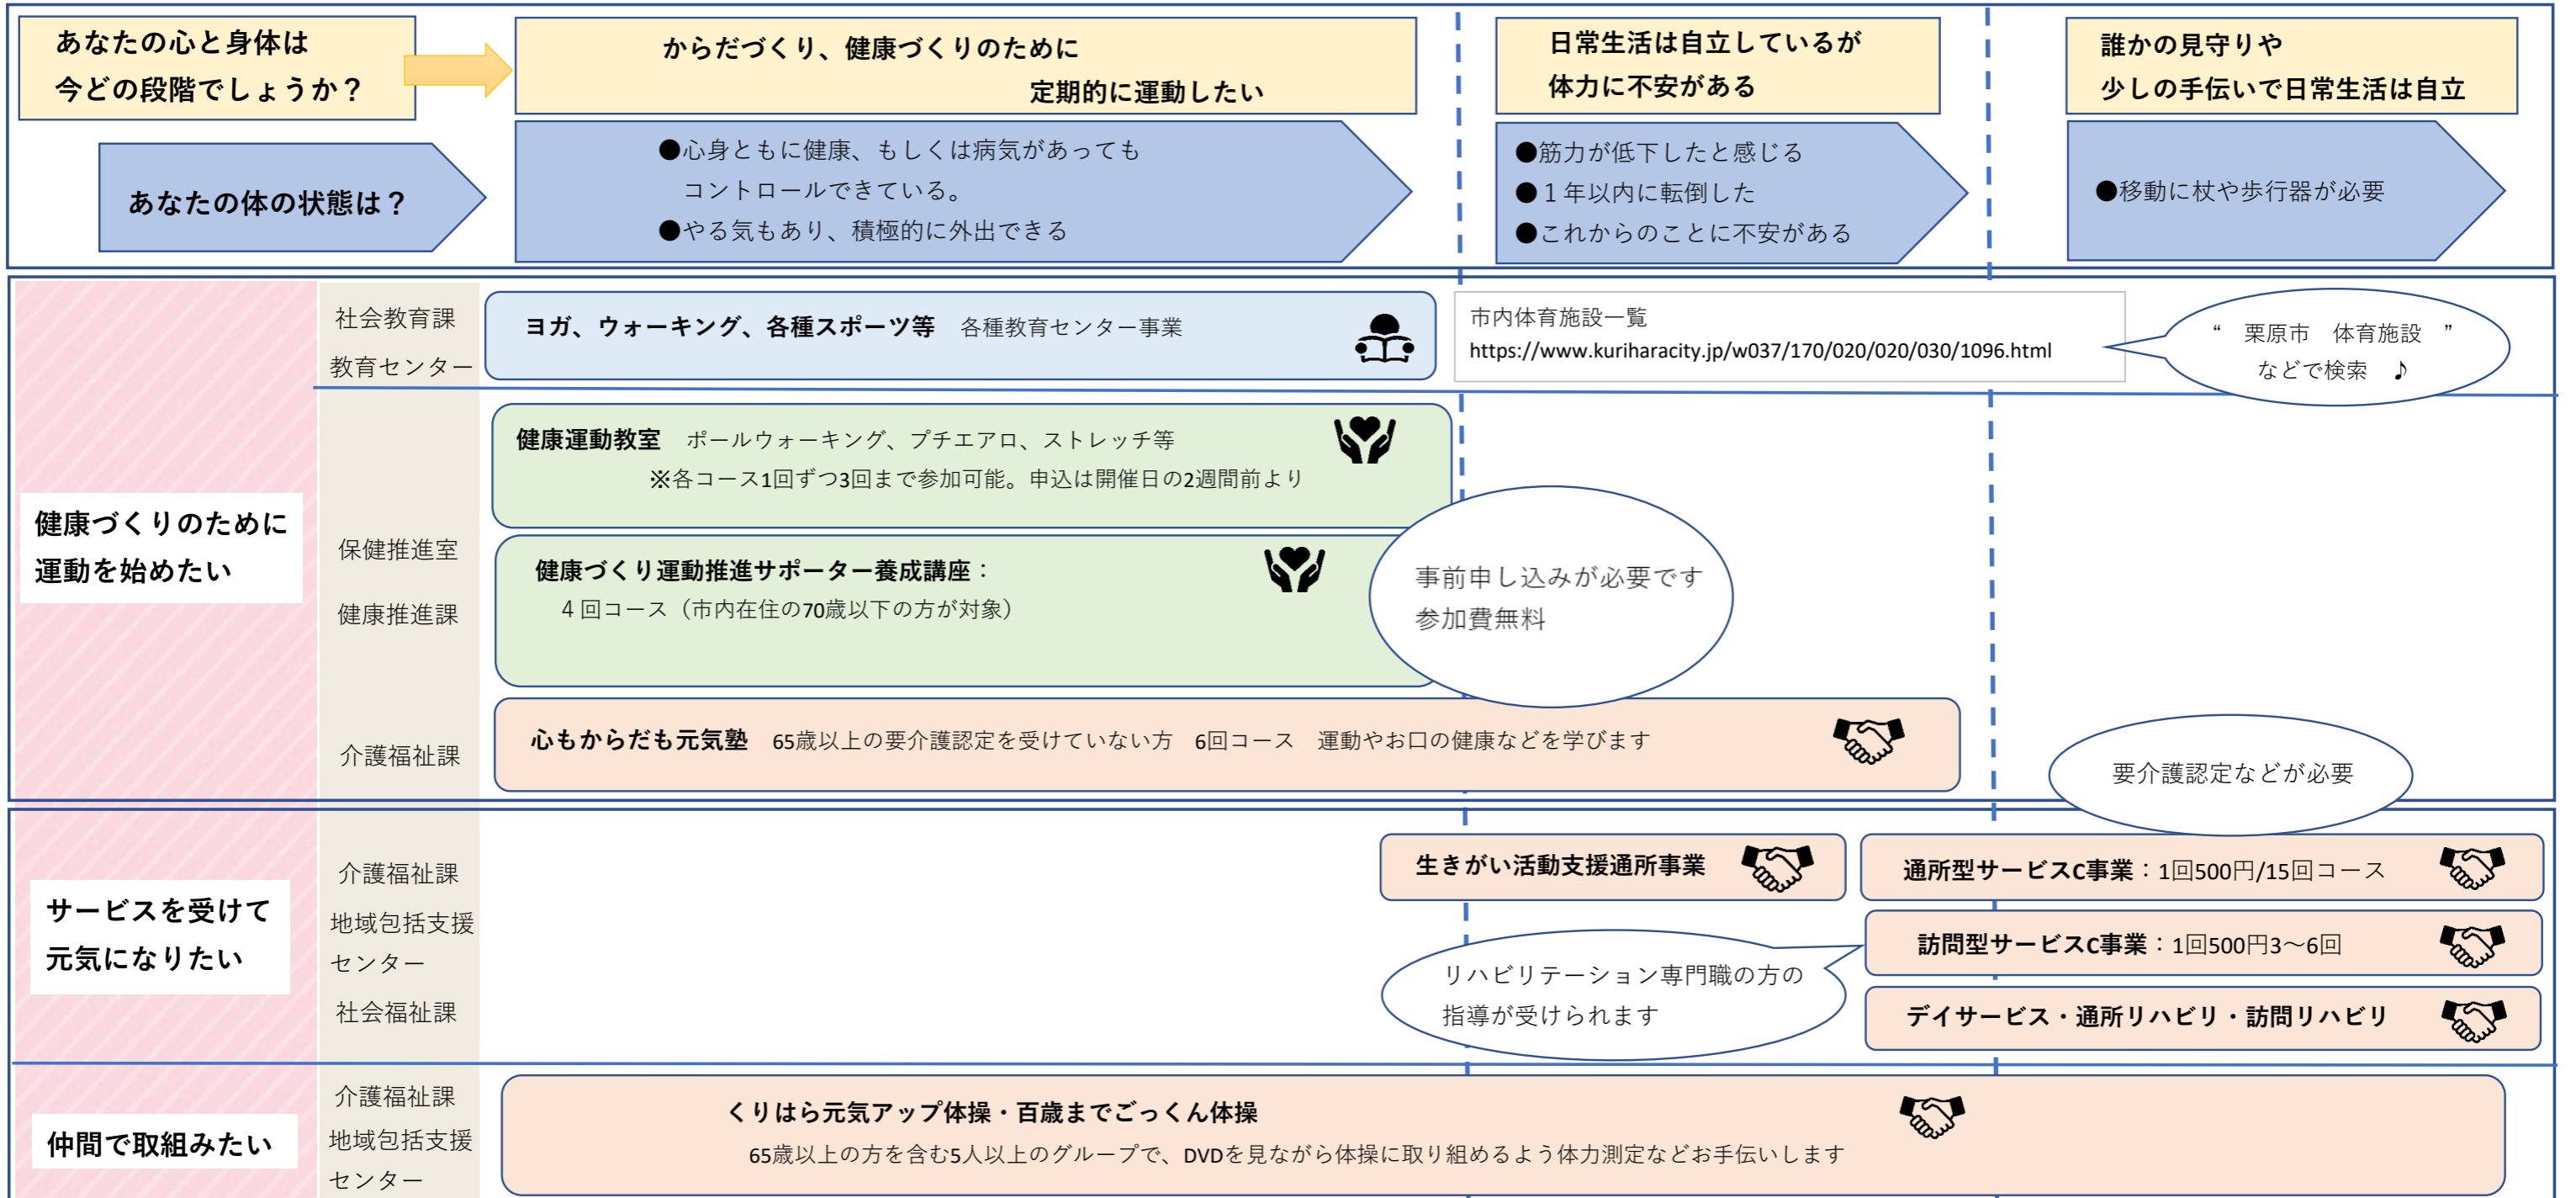 あなたの心と身体は
今どの段階でしょうか？
からだづくり、健康づくりのために
定期的に運動したい
日常生活は自立しているが
体力に不安がある
誰かの見守りや
少しの手伝いで日常生活は自立
あなたの体の状態は？
●心身ともに健康、もしくは病気があっても
コントロールできている。
●やる気もあり、積極的に外出できる
●筋力が低下したと感じる
●１年以内に転倒した
●これからのことに不安がある
●移動に杖や歩行器が必要
健康づくりのために
運動を始めたい
社会教育課
教育センター
ヨガ、ウォーキング、各種スポーツ等　各種教育センター事業
市内体育施設一覧
https://www.kuriharacity.jp/w037/170/020/020/030/1096.html
“　栗原市　体育施設　”
などで検索　♪
保健推進室
健康推進課
健康運動教室　ポールウォーキング、プチエアロ、ストレッチ等
※各コース1回ずつ3回まで参加可能。申込は開催日の2週間前より
健康づくり運動推進サポーター養成講座：
４回コース（市内在住の70歳以下の方が対象）
事前申し込みが必要です
参加費無料
介護福祉課
心もからだも元気塾　65歳以上の要介護認定を受けていない方　6回コース　運動やお口の健康などを学びます
要介護認定などが必要
サービスを受けて
元気になりたい
介護福祉課
地域包括支援
センター
社会福祉課
生きがい活動支援通所事業
通所型サービスC事業：1回500円/15回コース
訪問型サービスC事業：1回500円3～6回
リハビリテーション専門職の方の
指導が受けられます
デイサービス・通所リハビリ・訪問リハビリ
仲間で取組みたい
介護福祉課
地域包括支援
センター
くりはら元気アップ体操・百歳までごっくん体操
65歳以上の方を含む5人以上のグループで、DVDを見ながら体操に取り組めるよう体力測定などお手伝いします